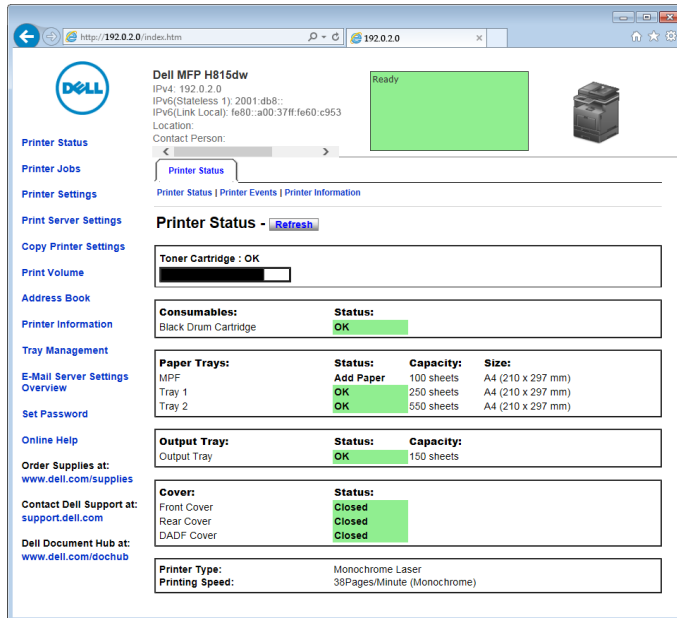 http://192.0.2.0/index.htm
192.0.2.0
DELL
Dell MFP H815dw
IPv4: 192.0.2.0
IPv6(Stateless 1): 2001:db8::
IPv6(Link Local): fe80::a00:37ff:fe60:c953
Location:
Contact Person:
Ready
Printer Status
Printer Jobs
Printer Settings
Print Server Settings
Copy Printer Settings
Print Volume
Address Book
Printer Information
Tray Management
E-Mail Server Settings
Overview
Set Password
Online Help
Order Supplies at:
www.dell.com/supplies
Contact Dell Support at:
support.dell.com
Dell Document Hub at:
www.dell.com/dochub
Printer Status
Printer Status | Printer Events | Printer Information
Printer Status - Refresh
Toner Cartridge : OK
Consumables: Status:
Black Drum Cartridge OK
Paper Trays: Status: Capacity: Size:
MPF Add Paper 100 sheets A4 (210 x 297 mm)
Tray 1 OK 250 sheets A4 (210 x 297 mm)
Tray 2 OK 550 sheets A4 (210 x 297 mm)
Output Tray: Status: Capacity:
Output Tray OK 150 sheets
Cover: Status:
Front Cover Closed
Rear Cover Closed
DADF Cover Closed
Printer Type: Monochrome Laser
Printing Speed: 38Pages/Minute (Monochrome)